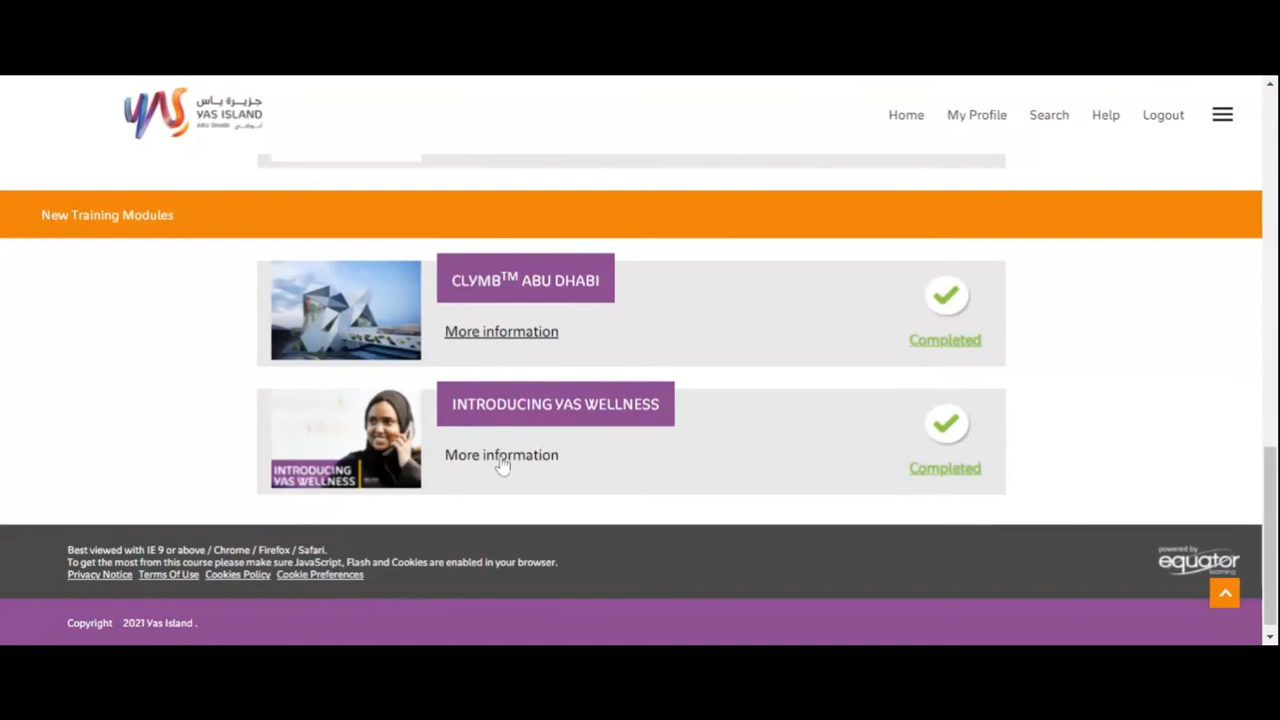 جزيرة ياس
YAS ISLAND
ABU DHABI أبوظبي
Home
My Profile
Search
Help
Logout
New Training Modules
CLYMB™ ABU DHABI
More information
Completed
INTRODUCING YAS WELLNESS
INTRODUCING
YAS WELLNESS
More information
Completed
Best viewed with IE 9 or above / Chrome / Firefox / Safari.
To get the most from this course please make sure JavaScript, Flash and Cookies are enabled in your browser.
Privacy Notice Terms Of Use Cookies Policy Cookie Preferences
powered by
equator
learning
Copyright 2021 Yas Island .